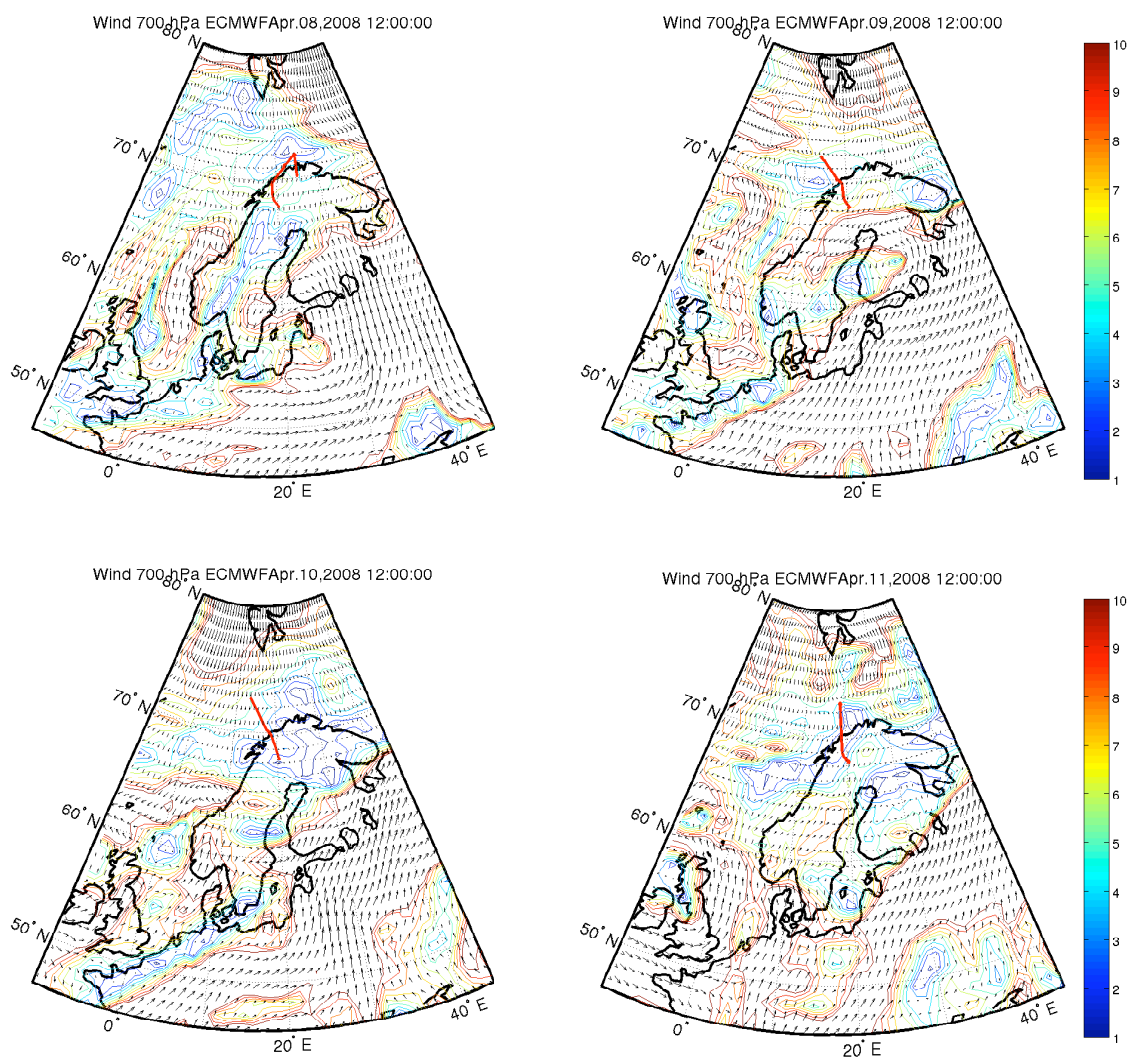 Wind 700 hPa ECMWFApr.08,2008 12:00:00
80° N
70° N
60° N
50° N
0°
20° E
40° E
Wind 700 hPa ECMWFApr.09,2008 12:00:00
80° N
70° N
60° N
50° N
0°
20° E
40° E
10
9
8
7
6
5
4
3
2
1
Wind 700 hPa ECMWFApr.10,2008 12:00:00
80° N
70° N
60° N
50° N
0°
20° E
40° E
Wind 700 hPa ECMWFApr.11,2008 12:00:00
80° N
70° N
60° N
50° N
0°
20° E
40° E
10
9
8
7
6
5
4
3
2
1